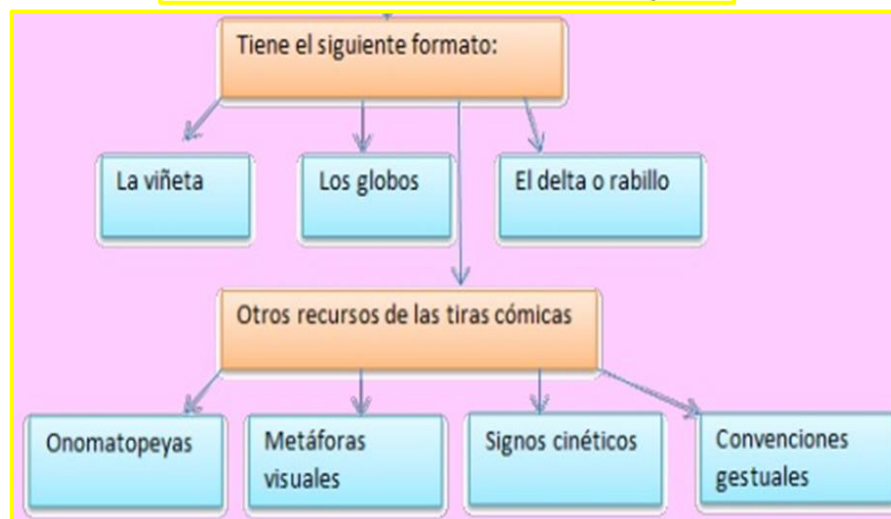 Tiene el siguiente formato:
La viñeta
Los globos
El delta o rabillo
Otros recursos de las tiras cómicas
Onomatopeyas
Metáforas
visuales
Signos cinéticos
Convenciones
gestuales